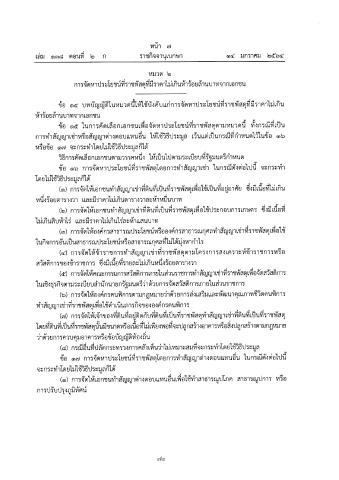 หน้า ๗
เล่ม ๑๓๘ ตอนที่ ๒ ก ราชกิจจานุเบกษา ๑๔ มกราคม ๒๕๖๔
หมวด ๒
การจัดหาประโยชน์ที่ราชพัสดุที่มีราคาไม่เกินห้าร้อยล้านบาทจากเอกชน
ข้อ ๑๔ บทบัญญัติในหมวดนี้ให้ใช้บังคับแก่การจัดหาประโยชน์ที่ราชพัสดุที่มีราคาไม่เกิน
ห้าร้อยล้านบาทจากเอกชน
ข้อ ๑๕ ในการคัดเลือกเอกชนเพื่อจัดหาประโยชน์ที่ราชพัสดุตามหมวดนี้ ทั้งกรณีที่เป็น
การทำสัญญาเช่าหรือสัญญาต่างตอบแทนอื่น ให้ใช้วิธีประมูล เว้นแต่เป็นกรณีที่กำหนดไว้ในข้อ ๑๖
หรือข้อ ๑๗ จะกระทำโดยไม่ใช้วิธีประมูลก็ได้
วิธีการคัดเลือกเอกชนตามวรรคหนึ่ง ให้เป็นไปตามระเบียบที่รัฐมนตรีกำหนด
ข้อ ๑๖ การจัดหาประโยชน์ที่ราชพัสดุโดยการทำสัญญาเช่า ในกรณีดังต่อไปนี้ จะกระทำ
โดยไม่ใช้วิธีประมูลก็ได้
(๑) การจัดให้เอกชนทำสัญญาเช่าที่ดินที่เป็นที่ราชพัสดุเพื่อใช้เป็นที่อยู่อาศัย ซึ่งมีเนื้อที่ไม่เกิน
หนึ่งร้อยตารางวา และมีราคาไม่เกินตารางวาละห้าหมื่นบาท
(๒) การจัดให้เอกชนทำสัญญาเช่าที่ดินที่เป็นที่ราชพัสดุเพื่อใช้ประกอบการเกษตร ซึ่งมีเนื้อที่
ไม่เกินสิบห้าไร่ และมีราคาไม่เกินไร่ละห้าแสนบาท
(๓) การจัดให้องค์กรสาธารณประโยชน์หรือองค์กรสาธารณกุศลทำสัญญาเช่าที่ราชพัสดุเพื่อใช้
ในกิจการอันเป็นสาธารณประโยชน์หรือสาธารณกุศลที่ไม่ได้มุ่งหากำไร
(๔) การจัดให้ข้าราชการทำสัญญาเช่าที่ราชพัสดุตามโครงการสงเคราะห์ข้าราชการหรือ
สวัสดิการของข้าราชการ ซึ่งมีเนื้อที่รายละไม่เกินหนึ่งร้อยตารางวา
(๕) การจัดให้คณะกรรมการสวัสดิการภายในส่วนราชการทำสัญญาเช่าที่ราชพัสดุเพื่อจัดสวัสดิการ
ในเชิงธุรกิจตามระเบียบสำนักนายกรัฐมนตรีว่าด้วยการจัดสวัสดิการภายในส่วนราชการ
(๖) การจัดให้องค์กรคนพิการตามกฎหมายว่าด้วยการส่งเสริมและพัฒนาคุณภาพชีวิตคนพิการ
ทำสัญญาเช่าที่ราชพัสดุเพื่อใช้ดำเนินภารกิจขององค์กรคนพิการ
(๗) การจัดให้เจ้าของที่ดินที่อยู่ติดกับที่ดินที่เป็นที่ราชพัสดุทำสัญญาเช่าที่ดินที่เป็นที่ราชพัสดุ
โดยที่ดินที่เป็นที่ราชพัสดุนั้นมีขนาดหรือเนื้อที่ไม่เพียงพอที่จะปลูกสร้างอาคารหรือสิ่งปลูกสร้างตามกฎหมาย
ว่าด้วยการควบคุมอาคารหรือข้อบัญญัติท้องถิ่น
(๘) กรณีอื่นที่ปลัดกระทรวงการคลังเห็นว่าไม่เหมาะสมที่จะกระทำโดยใช้วิธีประมูล
ข้อ ๑๗ การจัดหาประโยชน์ที่ราชพัสดุโดยการทำสัญญาต่างตอบแทนอื่น ในกรณีดังต่อไปนี้
จะกระทำโดยไม่ใช้วิธีประมูลก็ได้
(๑) การจัดให้เอกชนทำสัญญาต่างตอบแทนอื่นเพื่อใช้ทำสาธารณูปโภค สาธารณูปการ หรือ
การปรับปรุงภูมิทัศน์